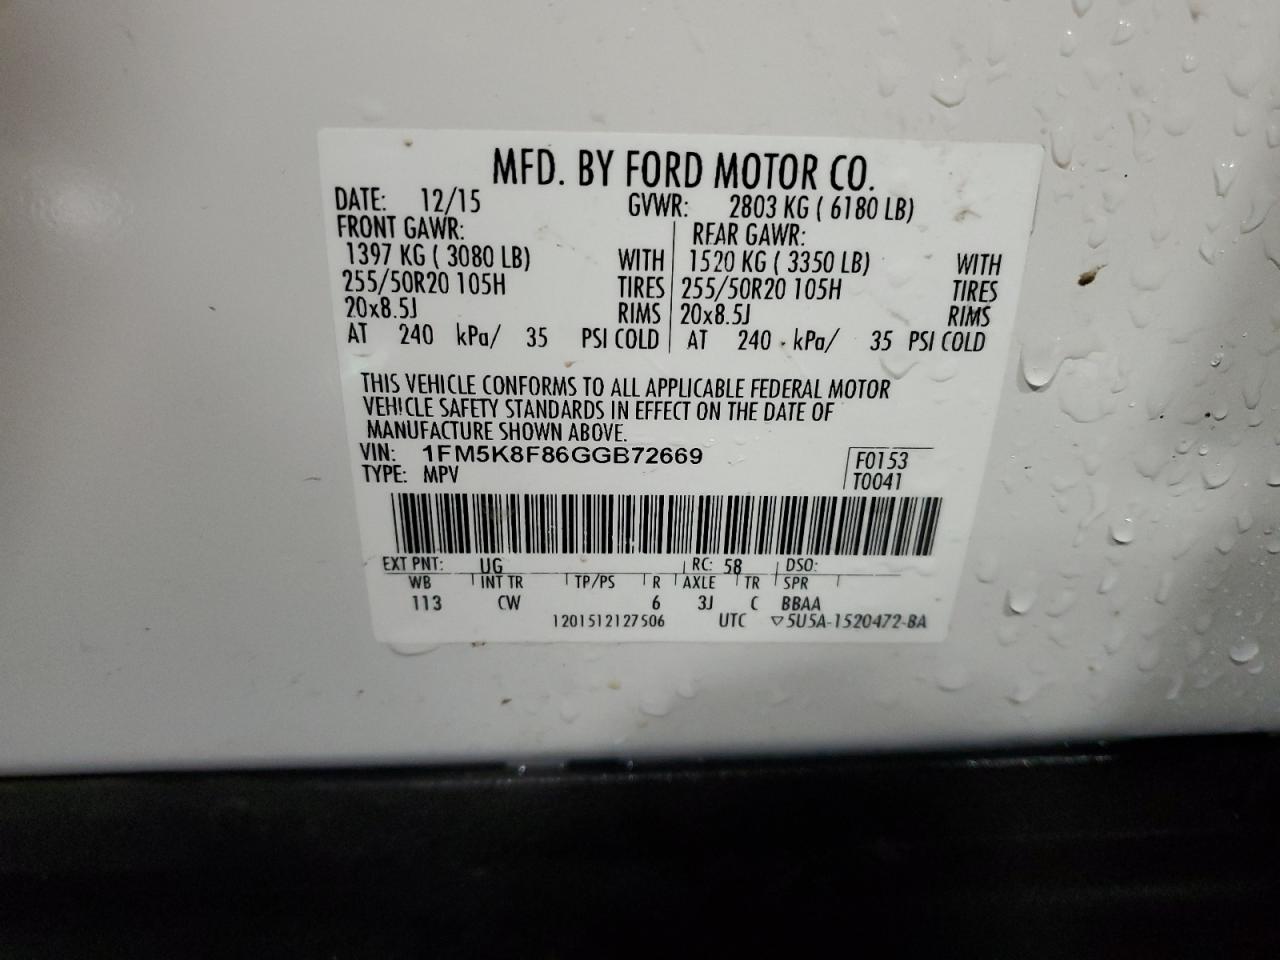 MFD. BY FORD MOTOR CO.
DATE: 12/15 GVWR: 2803 KG ( 6180 LB)
FRONT GAWR: REAR GAWR:
1397 KG ( 3080 LB) WITH 1520 KG ( 3350 LB) WITH
255/50R20 105H TIRES 255/50R20 105H TIRES
20x8.5J RIMS 20x8.5J RIMS
AT 240 kPa/ 35 PSI COLD AT 240 kPa/ 35 PSI COLD
THIS VEHICLE CONFORMS TO ALL APPLICABLE FEDERAL MOTOR
VEHICLE SAFETY STANDARDS IN EFFECT ON THE DATE OF
MANUFACTURE SHOWN ABOVE.
VIN: 1FM5K8F86GGB72669 F0153
TYPE: MPV T0041
EXT PNT: UG RC: 58 DSO:
WB INT TR TP/PS R AXLE TR SPR
113 CW 6 3J C BBAA
1201512127506 UTC ▽5U5A-1520472-BA